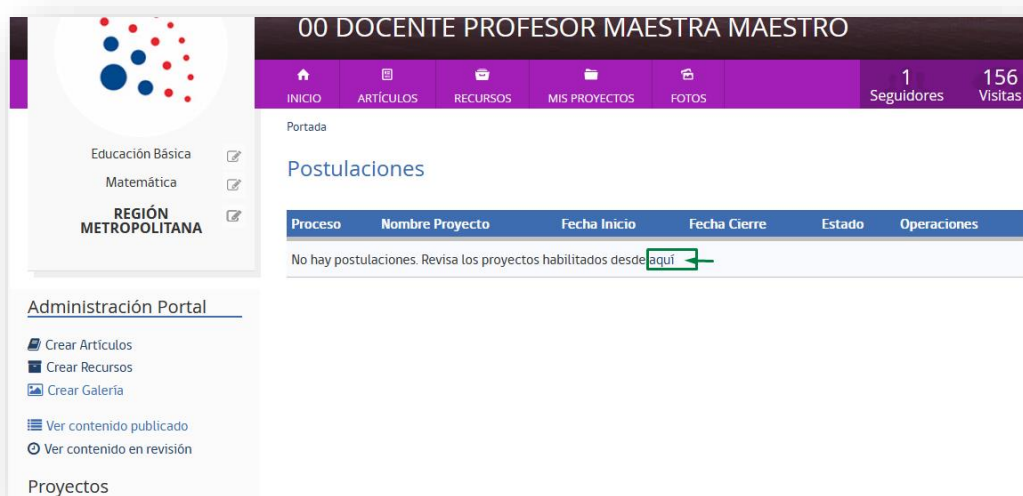 00 DOCENTE PROFESOR MAESTRA MAESTRO
INICIO ARTÍCULOS RECURSOS MIS PROYECTOS FOTOS
1 156
Seguidores Visitas
Portada
Educación Básica
Matemática
REGIÓN
METROPOLITANA
Postulaciones
Proceso Nombre Proyecto Fecha Inicio Fecha Cierre Estado Operaciones
No hay postulaciones. Revisa los proyectos habilitados desde aquí
Administración Portal
Crear Artículos
Crear Recursos
Crear Galería
Ver contenido publicado
Ver contenido en revisión
Proyectos